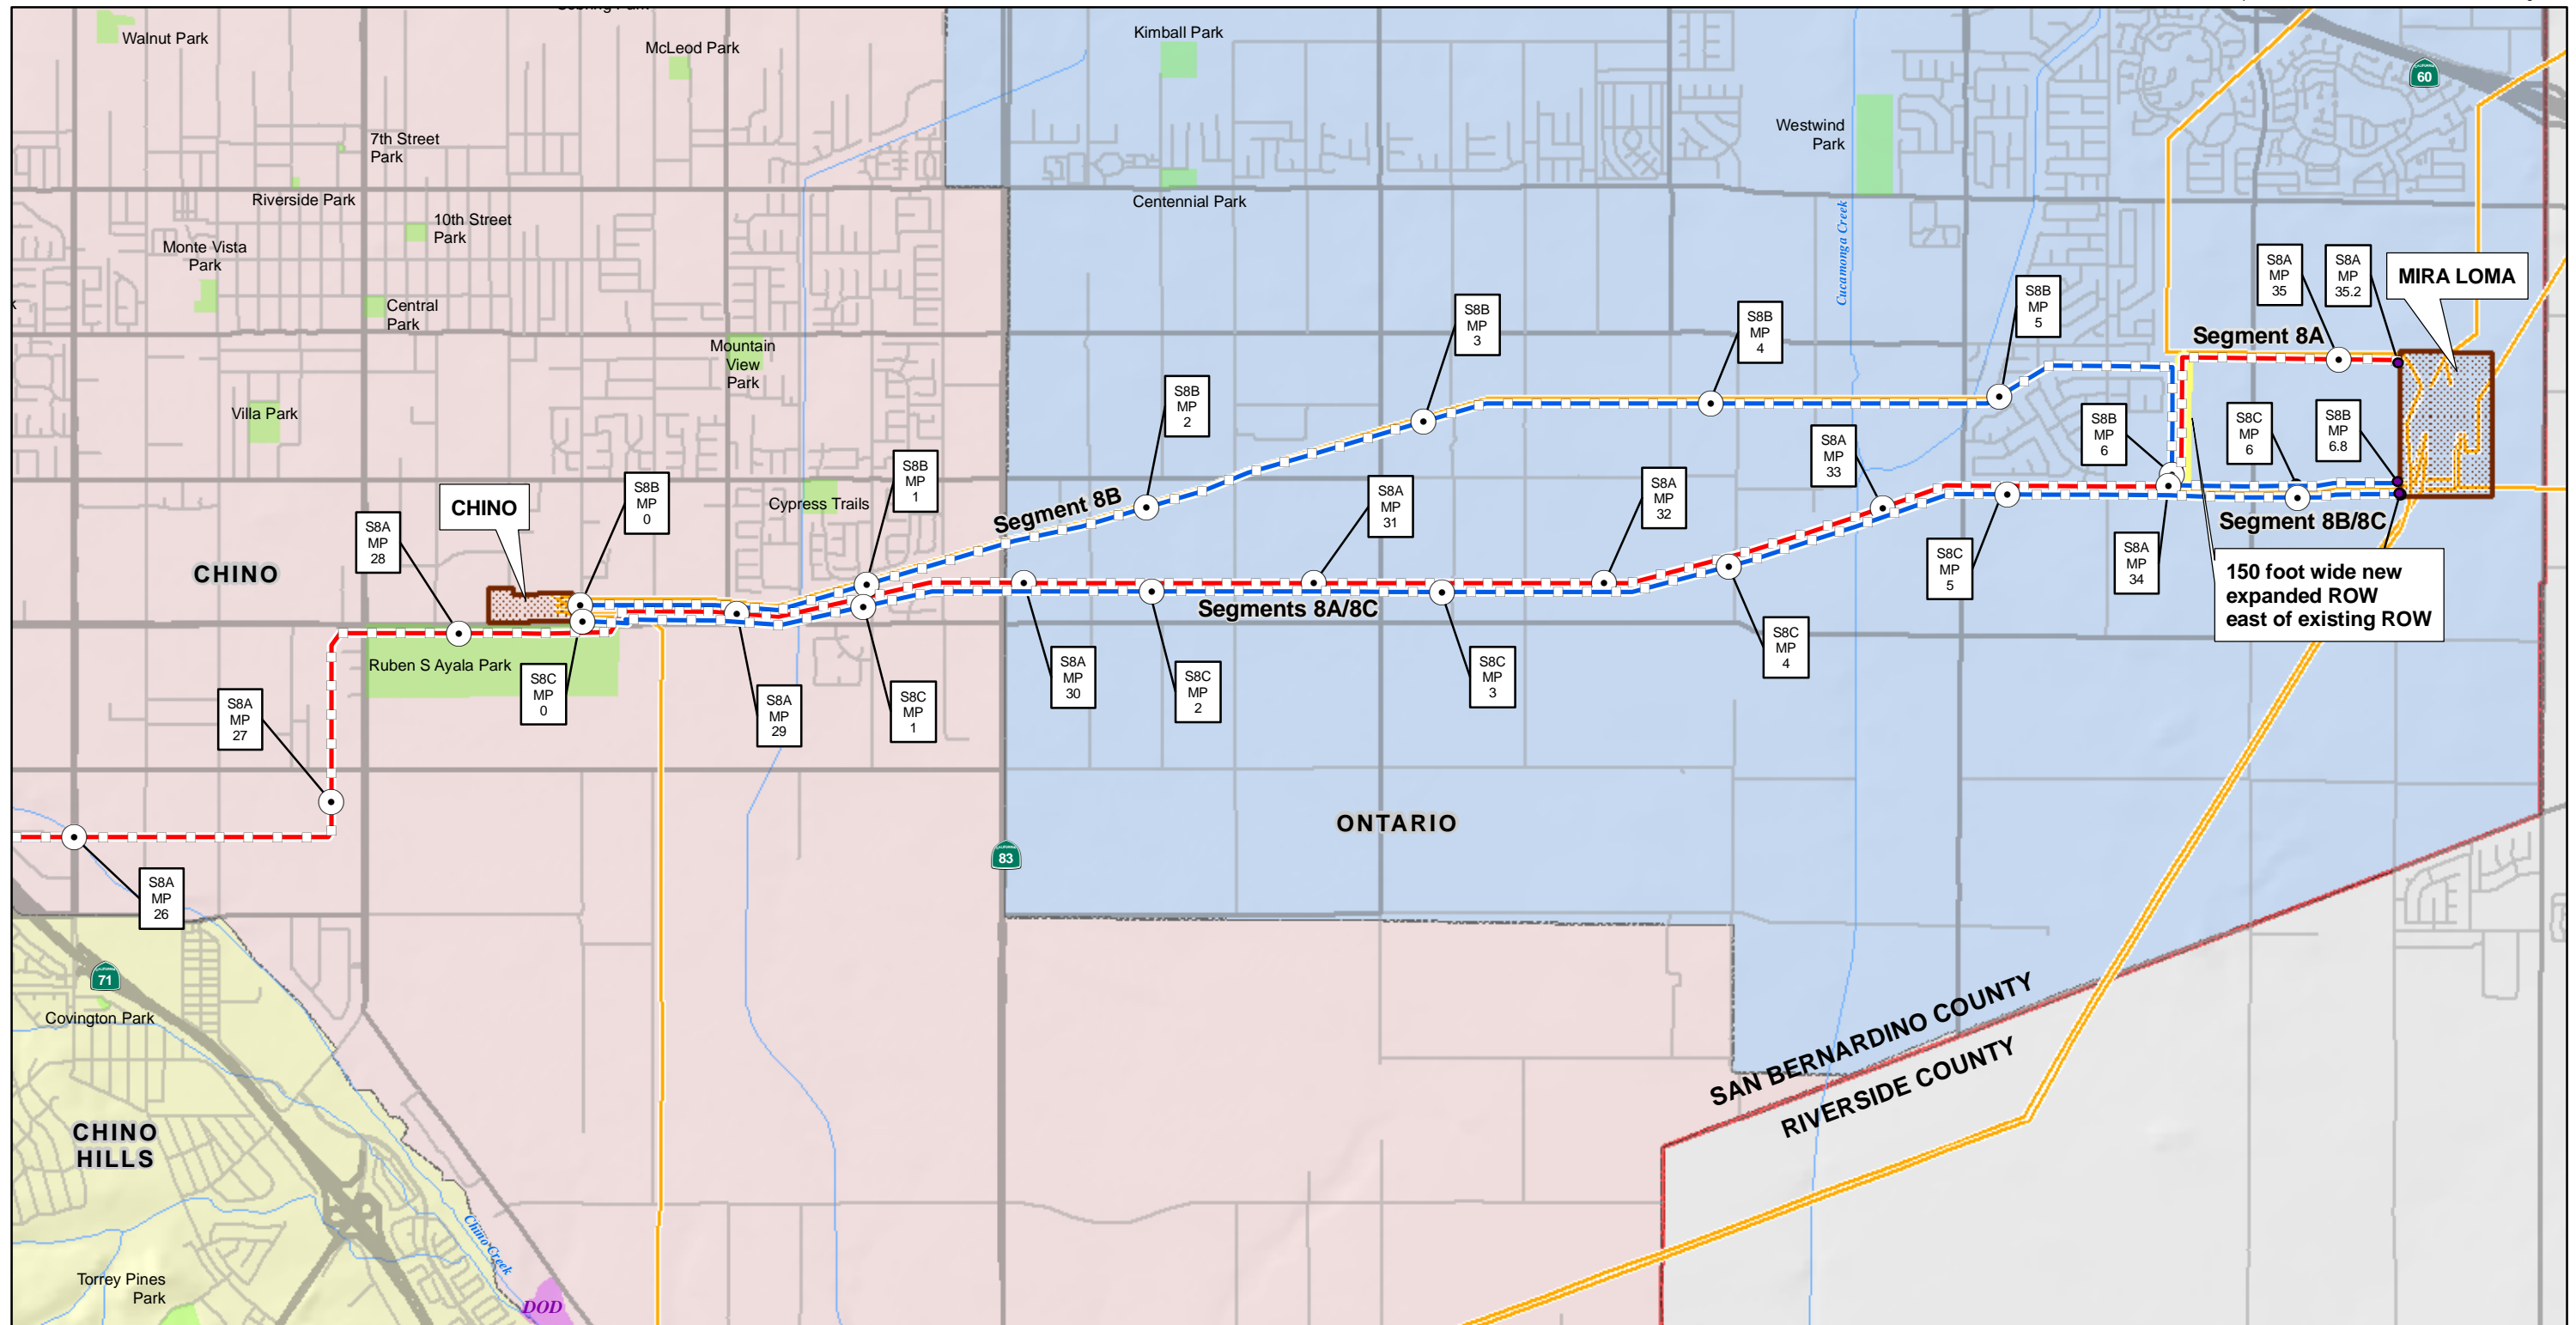 Walnut Park
McLeod Park
Kimball Park
CALIFORNIA
60
7th Street
Park
Westwind
Park
Riverside Park
Centennial Park
10th Street
Park
Monte Vista
Park
Cucamonga Creek
S8A
MP
35
S8A
MP
35.2
MIRA LOMA
Central
Park
S8B
MP
3
S8B
MP
4
S8B
MP
5
Segment 8A
Mountain
View
Park
S8B
MP
2
Villa Park
S8B
MP
6
S8C
MP
6
S8B
MP
6.8
S8A
MP
33
CHINO
S8B
MP
0
S8B
MP
1
Cypress Trails
Segment 8B
S8A
MP
31
S8A
MP
32
S8A
MP
28
Segment 8B/8C
CHINO
S8C
MP
5
S8A
MP
34
150 foot wide new
expanded ROW
east of existing ROW
Segments 8A/8C
Ruben S Ayala Park
S8C
MP
0
S8A
MP
29
S8C
MP
1
S8A
MP
30
S8C
MP
2
S8C
MP
3
S8C
MP
4
S8A
MP
27
ONTARIO
CALIFORNIA
83
S8A
MP
26
CALIFORNIA
71
Covington Park
SAN BERNARDINO COUNTY
RIVERSIDE COUNTY
CHINO
HILLS
Chino Creek
Torrey Pines
Park
DOD